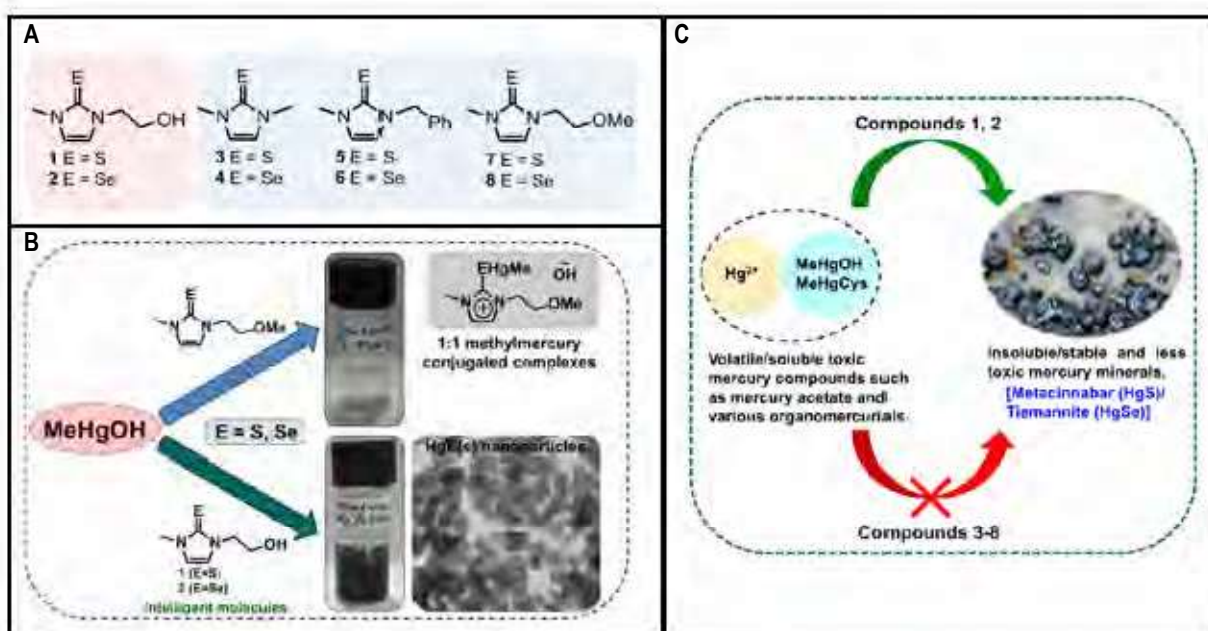 A
E
N
N
OH
1 E = S
2 E = Se
E
N
N
3 E = S
4 E = Se
E
N
N
Ph
5 E = S
6 E = Se
E
N
N
OMe
7 E = S
8 E = Se
B
E
N
N
OMe
MeHgOH
E = S, Se
E
N
N
OH
1 (E=S)
2 (E=Se)
Intelligent molecules
EHgMe
OH
N
N
OMe
1:1 methylmercury
conjugated complexes
HgE(s) nanoparticles
C
Compounds 1, 2
Hg²⁺
MeHgOH
MeHgCys
Volatile/soluble toxic
mercury compounds such
as mercury acetate and
various organomercurials
Insoluble/stable and less
toxic mercury minerals.
[Metacinnabar (HgS)/
Tiemannite (HgSe)]
Compounds 3-8